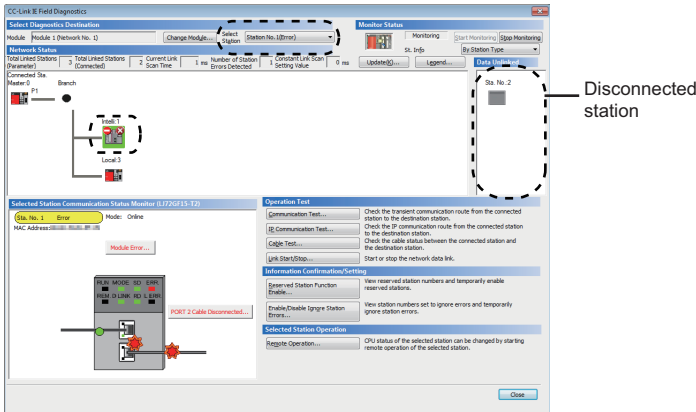 CC-Link IE Field Diagnostics
Select Diagnostics Destination
Monitor Status
Module Module 1 (Network No. 1) Change Module... Select Station Station No.1(Error)
Monitoring Start Monitoring Stop Monitoring
Network Status
St. Info By Station Type
Total Linked Stations (Parameter) 3 Total Linked Stations (Connected) 2 Current Link Scan Time 1 ms Number of Station Errors Detected 1 Constant Link Scan Setting Value 0 ms
Update(K)... Legend... Data Unlinked
Connected Sta.
Master:0 Branch
P1
Sta. No.:2
Disconnected
station
Intelli:1
Local:3
Selected Station Communication Status Monitor (LJ72GF15-T2)
Sta. No. 1 Error Mode: Online
MAC Address:
Module Error...
RUN MODE SD ERR.
REM D LINK RD L ERR.
PORT 2 Cable Disconnected...
Operation Test
Communication Test... Check the transient communication route from the connected
station to the destination station.
IP Communication Test... Check the IP communication route from the connected station
to the destination station.
Cable Test... Check the cable status between the connected station and
the destination station.
Link Start/Stop... Start or stop the network data link.
Information Confirmation/Setting
Reserved Station Function
Enable...
View reserved station numbers and temporarily enable
reserved stations.
Enable/Disable Ignore Station
Errors...
View station numbers set to ignore errors and temporarily
ignore station errors.
Selected Station Operation
Remote Operation... CPU status of the selected station can be changed by starting
remote operation of the selected station.
Close